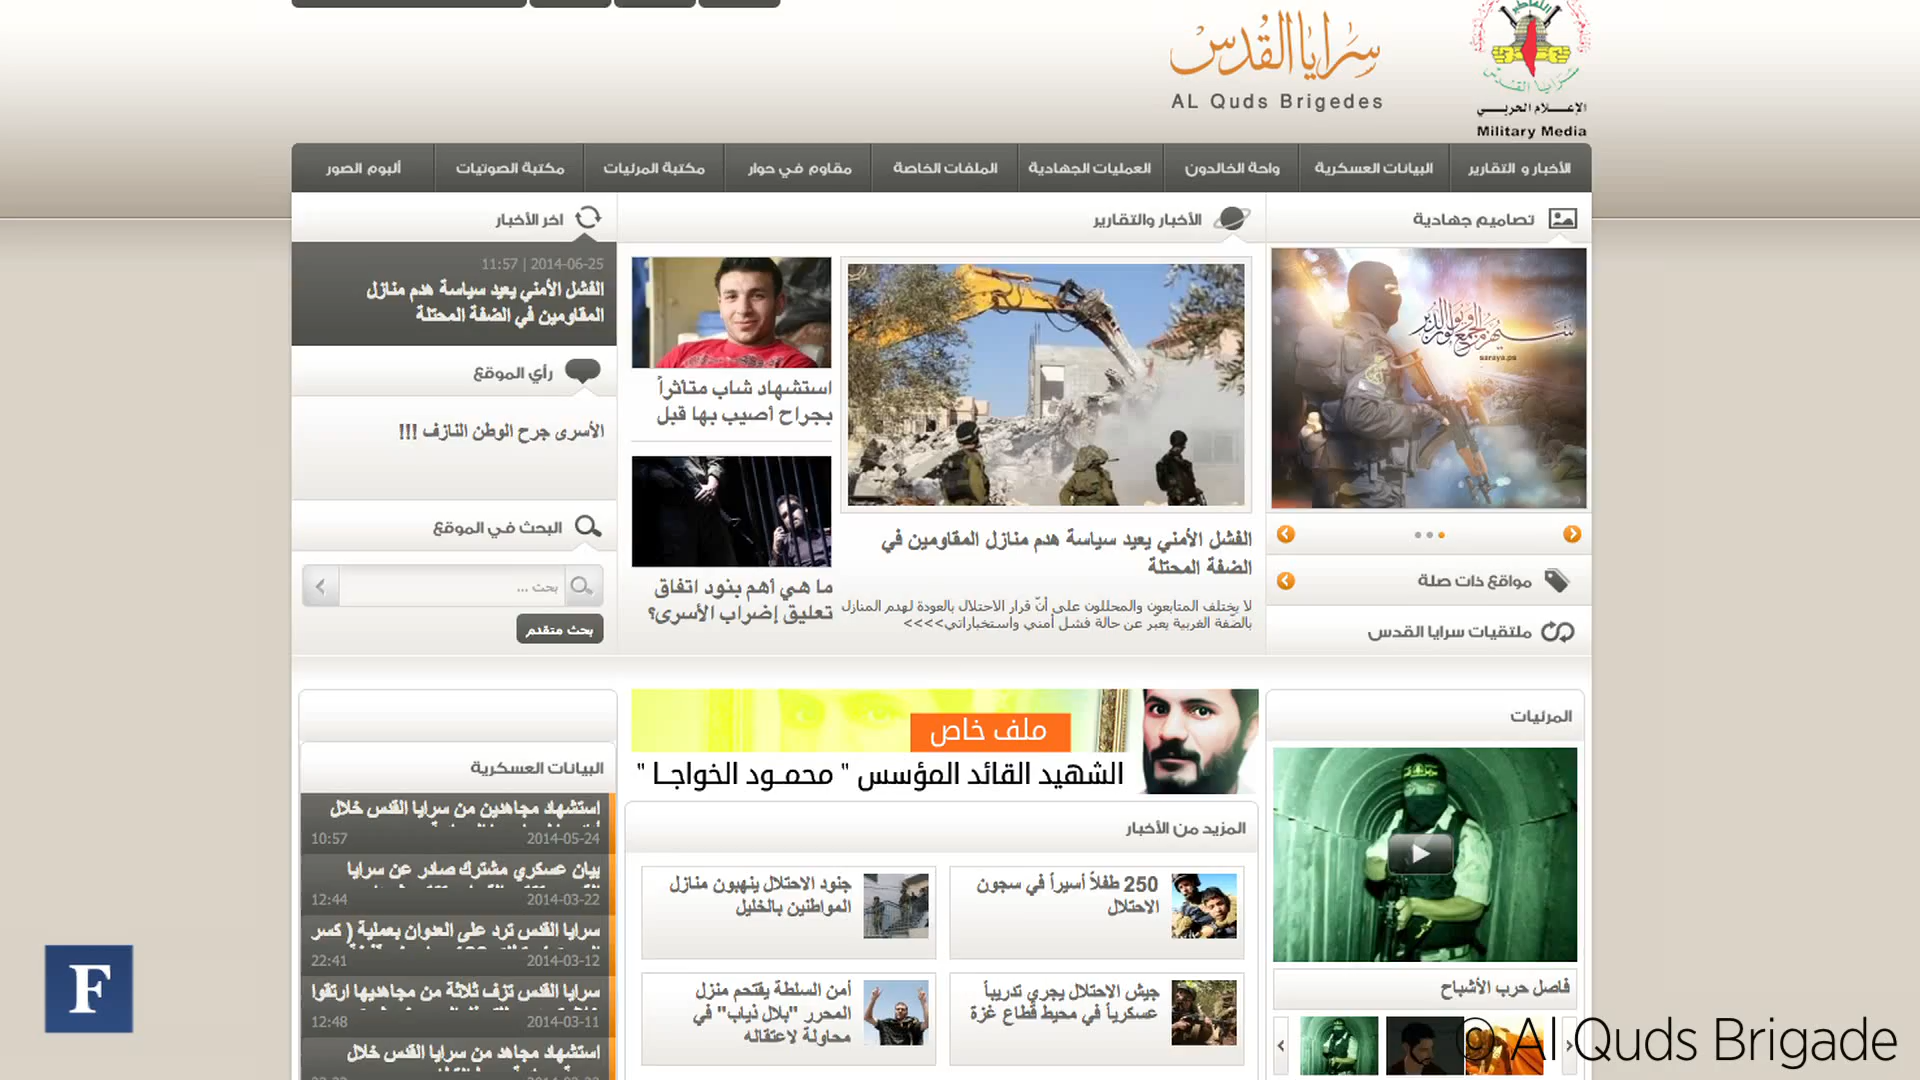 سرايا القدس
AL Quds Brigedes
الإعلام الحربي
Military Media
الأخبار و التقارير
البيانات العسكرية
واحة الخالدون
العمليات الجهادية
الملفات الخاصة
مقاوم في حوار
مكتبة المرئيات
مكتبة الصوتيات
ألبوم الصور
تصاميم جهادية
saraya.ps
مواقع ذات صلة
ملتقيات سرايا القدس
الأخبار والتقارير
الفشل الأمني يعيد سياسة هدم منازل المقاومين في
الضفة المحتلة
لا يختلف المتابعون والمحللون على أنّ قرار الاحتلال بالعودة لهدم المنازل
بالضّفة الغربية يعبّر عن حالة فشل أمني واستخباراتي>>>>
استشهاد شاب متأثراً
بجراح أصيب بها قبل
ما هي أهم بنود اتفاق
تعليق إضراب الأسرى؟
اخر الأخبار
2014-06-25 | 11:57
الفشل الأمني يعيد سياسة هدم منازل
المقاومين في الضفة المحتلة
رأي الموقع
الأسرى جرح الوطن النازف !!!
البحث في الموقع
بحث ...
بحث متقدم
المرئيات
فاصل حرب الأشباح
ملف خاص
الشهيد القائد المؤسس " محمــود الخواجــا "
المزيد من الأخبار
250 طفلاً أسيراً في سجون
الاحتلال
جنود الاحتلال ينهبون منازل
المواطنين بالخليل
جيش الاحتلال يجري تدريباً
عسكرياً في محيط قطاع غزة
أمن السلطة يقتحم منزل
المحرر "بلال ذياب" في
محاولة لاعتقاله
البيانات العسكرية
استشهاد مجاهدين من سرايا القدس خلال
2014-05-24 10:57
بيان عسكري مشترك صادر عن سرايا
2014-03-22 12:44
سرايا القدس ترد على العدوان بعملية ( كسر
2014-03-12 22:41
سرايا القدس تزف ثلاثة من مجاهديها ارتقوا
2014-03-11 12:48
استشهاد مجاهد من سرايا القدس خلال
F
© Al Quds Brigade